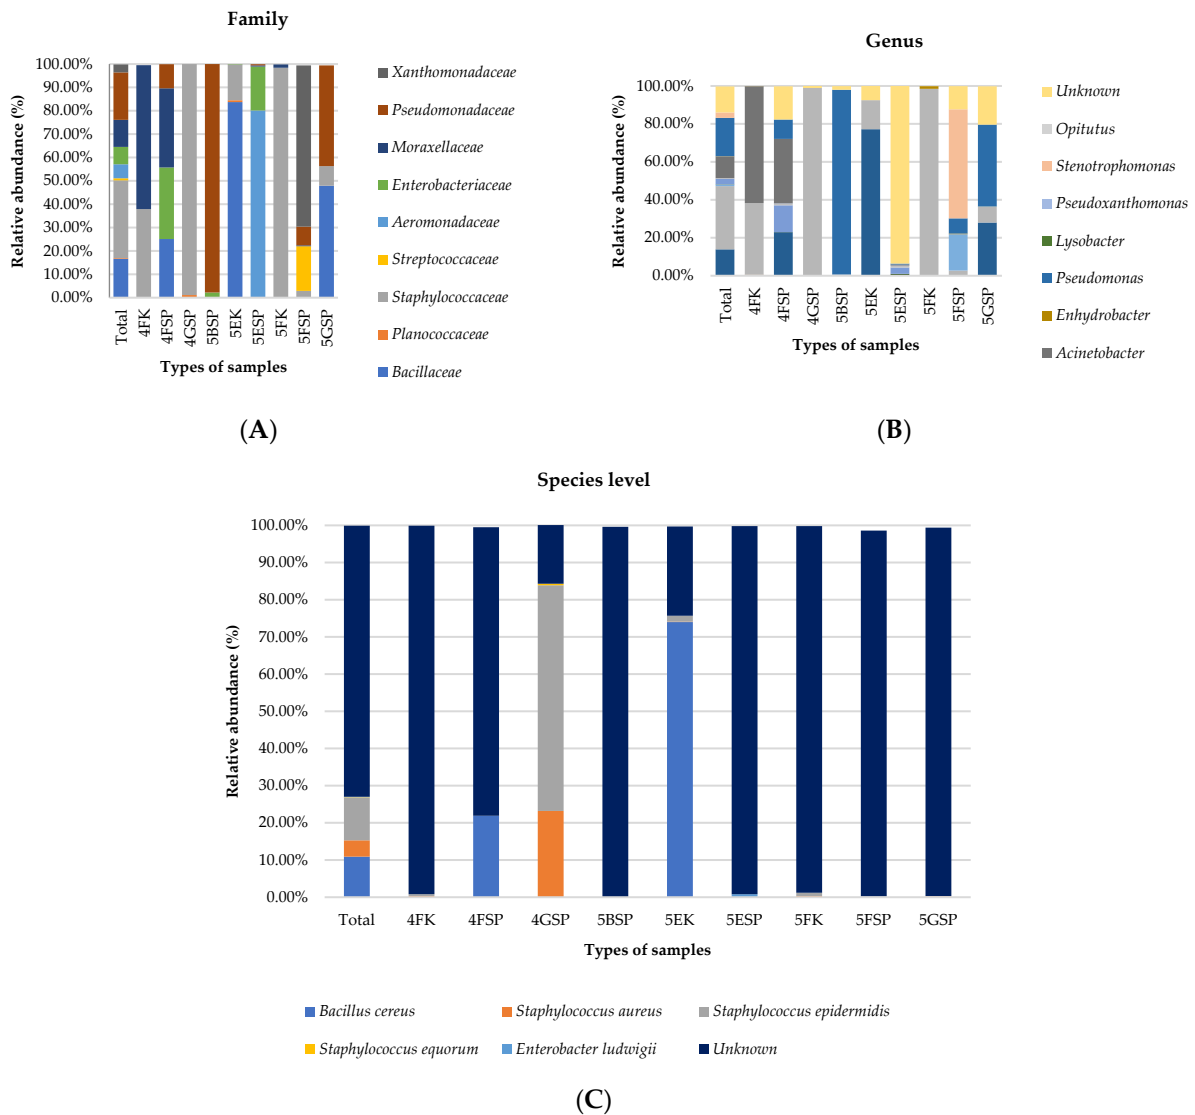 Family
Relative abundance (%)
100.00%
90.00%
80.00%
70.00%
60.00%
50.00%
40.00%
30.00%
20.00%
10.00%
0.00%
Total
4FK
4FSP
4GSP
5BSP
5EK
5ESP
5FK
5FSP
5GSP
Types of samples
Xanthomonadaceae
Pseudomonadaceae
Moraxellaceae
Enterobacteriaceae
Aeromonadaceae
Streptococcaceae
Staphylococcaceae
Planococcaceae
Bacillaceae
(A)
Genus
Relative abundance (%)
100.00%
80.00%
60.00%
40.00%
20.00%
0.00%
Total
4FK
4FSP
4GSP
5BSP
5EK
5ESP
5FK
5FSP
5GSP
Types of samples
Unknown
Opitutus
Stenotrophomonas
Pseudoxanthomonas
Lysobacter
Pseudomonas
Enhydrobacter
Acinetobacter
(B)
Species level
Relative abundance (%)
100.00%
90.00%
80.00%
70.00%
60.00%
50.00%
40.00%
30.00%
20.00%
10.00%
0.00%
Total 4FK 4FSP 4GSP 5BSP 5EK 5ESP 5FK 5FSP 5GSP
Types of samples
Bacillus cereus Staphylococcus aureus Staphylococcus epidermidis
Staphylococcus equorum Enterobacter ludwigii Unknown
(C)